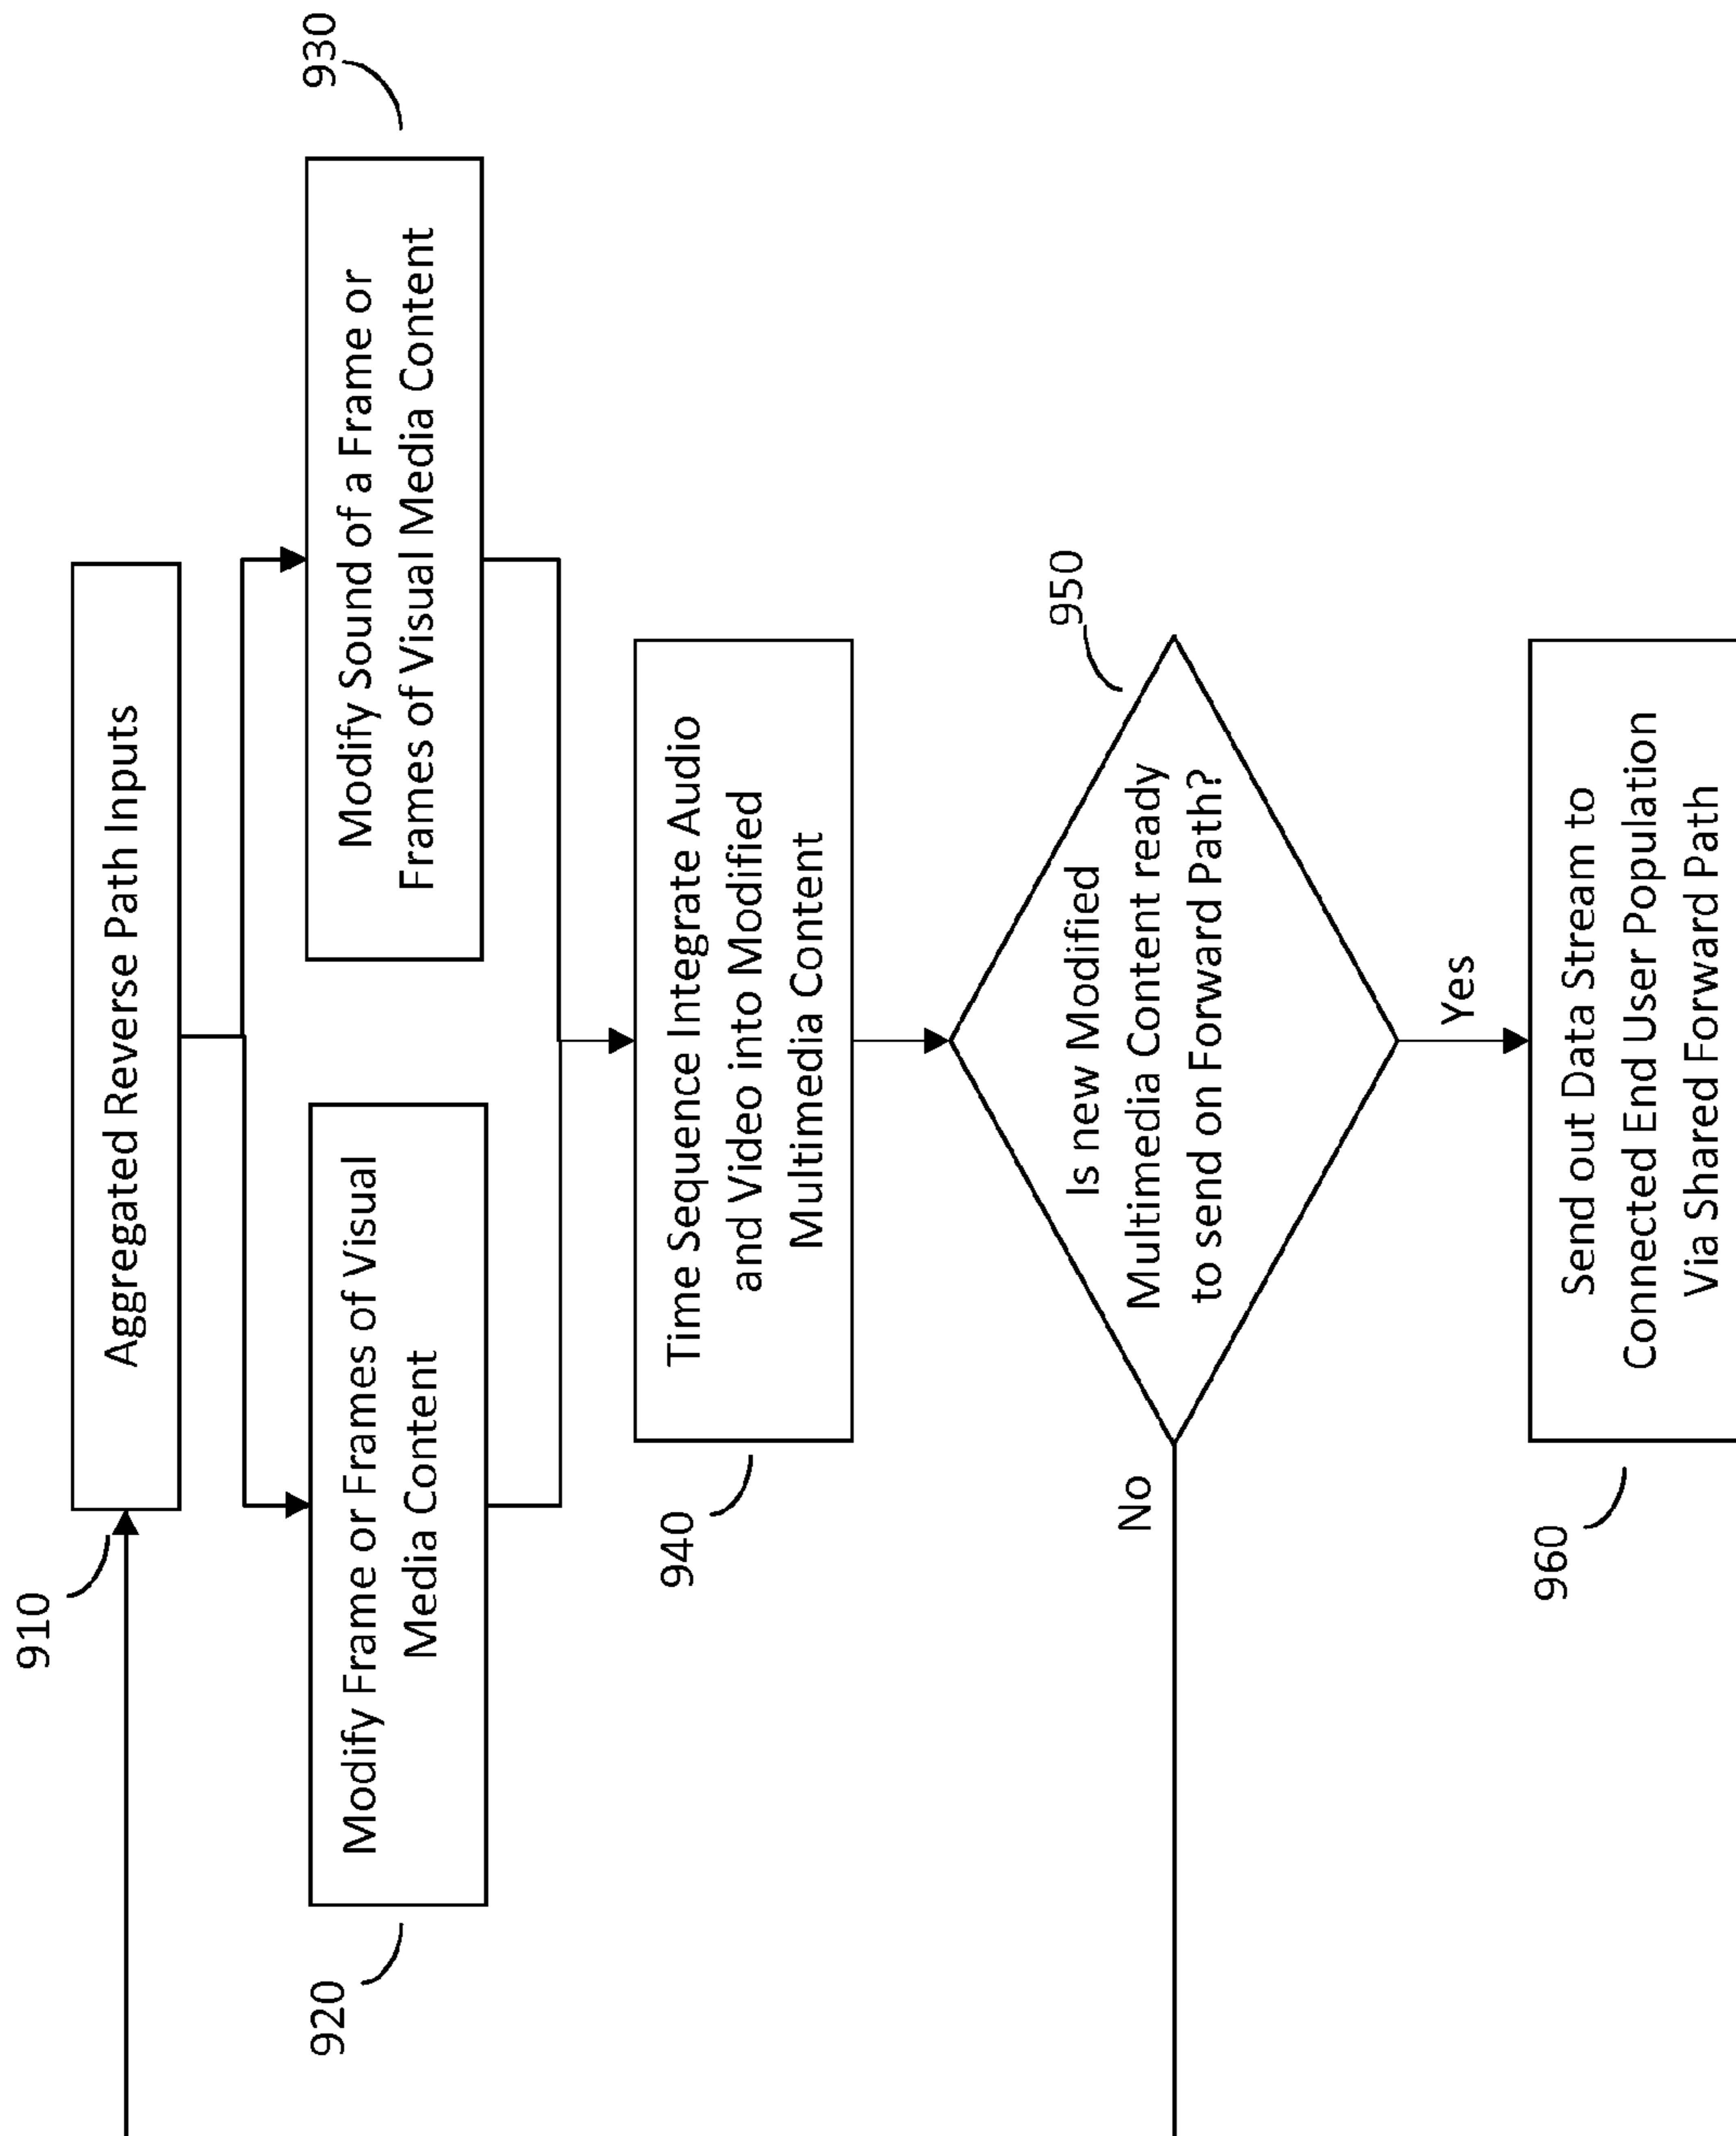 910
Aggregated Reverse Path Inputs
920
Modify Frame or Frames of Visual
Media Content
930
Modify Sound of a Frame or
Frames of Visual Media Content
940
Time Sequence Integrate Audio
and Video into Modified
Multimedia Content
950
Is new Modified
Multimedia Content ready
to send on Forward Path?
No
Yes
960
Send out Data Stream to
Connected End User Population
Via Shared Forward Path